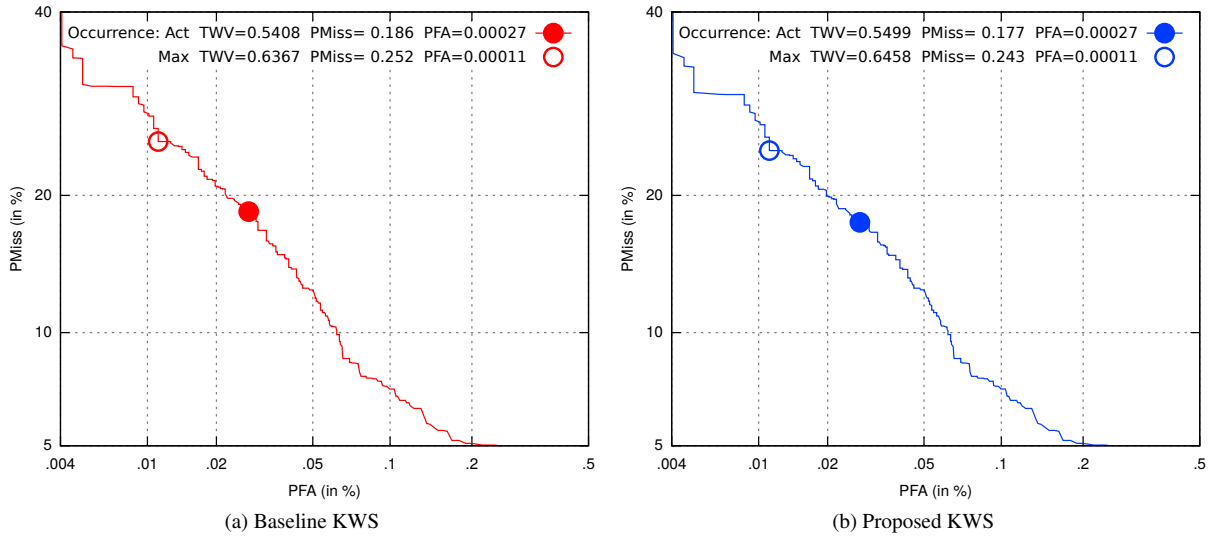 40
20
10
5
PMiss (in %)
Occurrence: Act TWV=0.5408 PMiss= 0.186 PFA=0.00027
Max TWV=0.6367 PMiss= 0.252 PFA=0.00011
.004 .01 .02 .05 .1 .2 .5
PFA (in %)
(a) Baseline KWS
40
20
10
5
PMiss (in %)
Occurrence: Act TWV=0.5499 PMiss= 0.177 PFA=0.00027
Max TWV=0.6458 PMiss= 0.243 PFA=0.00011
.004 .01 .02 .05 .1 .2 .5
PFA (in %)
(b) Proposed KWS